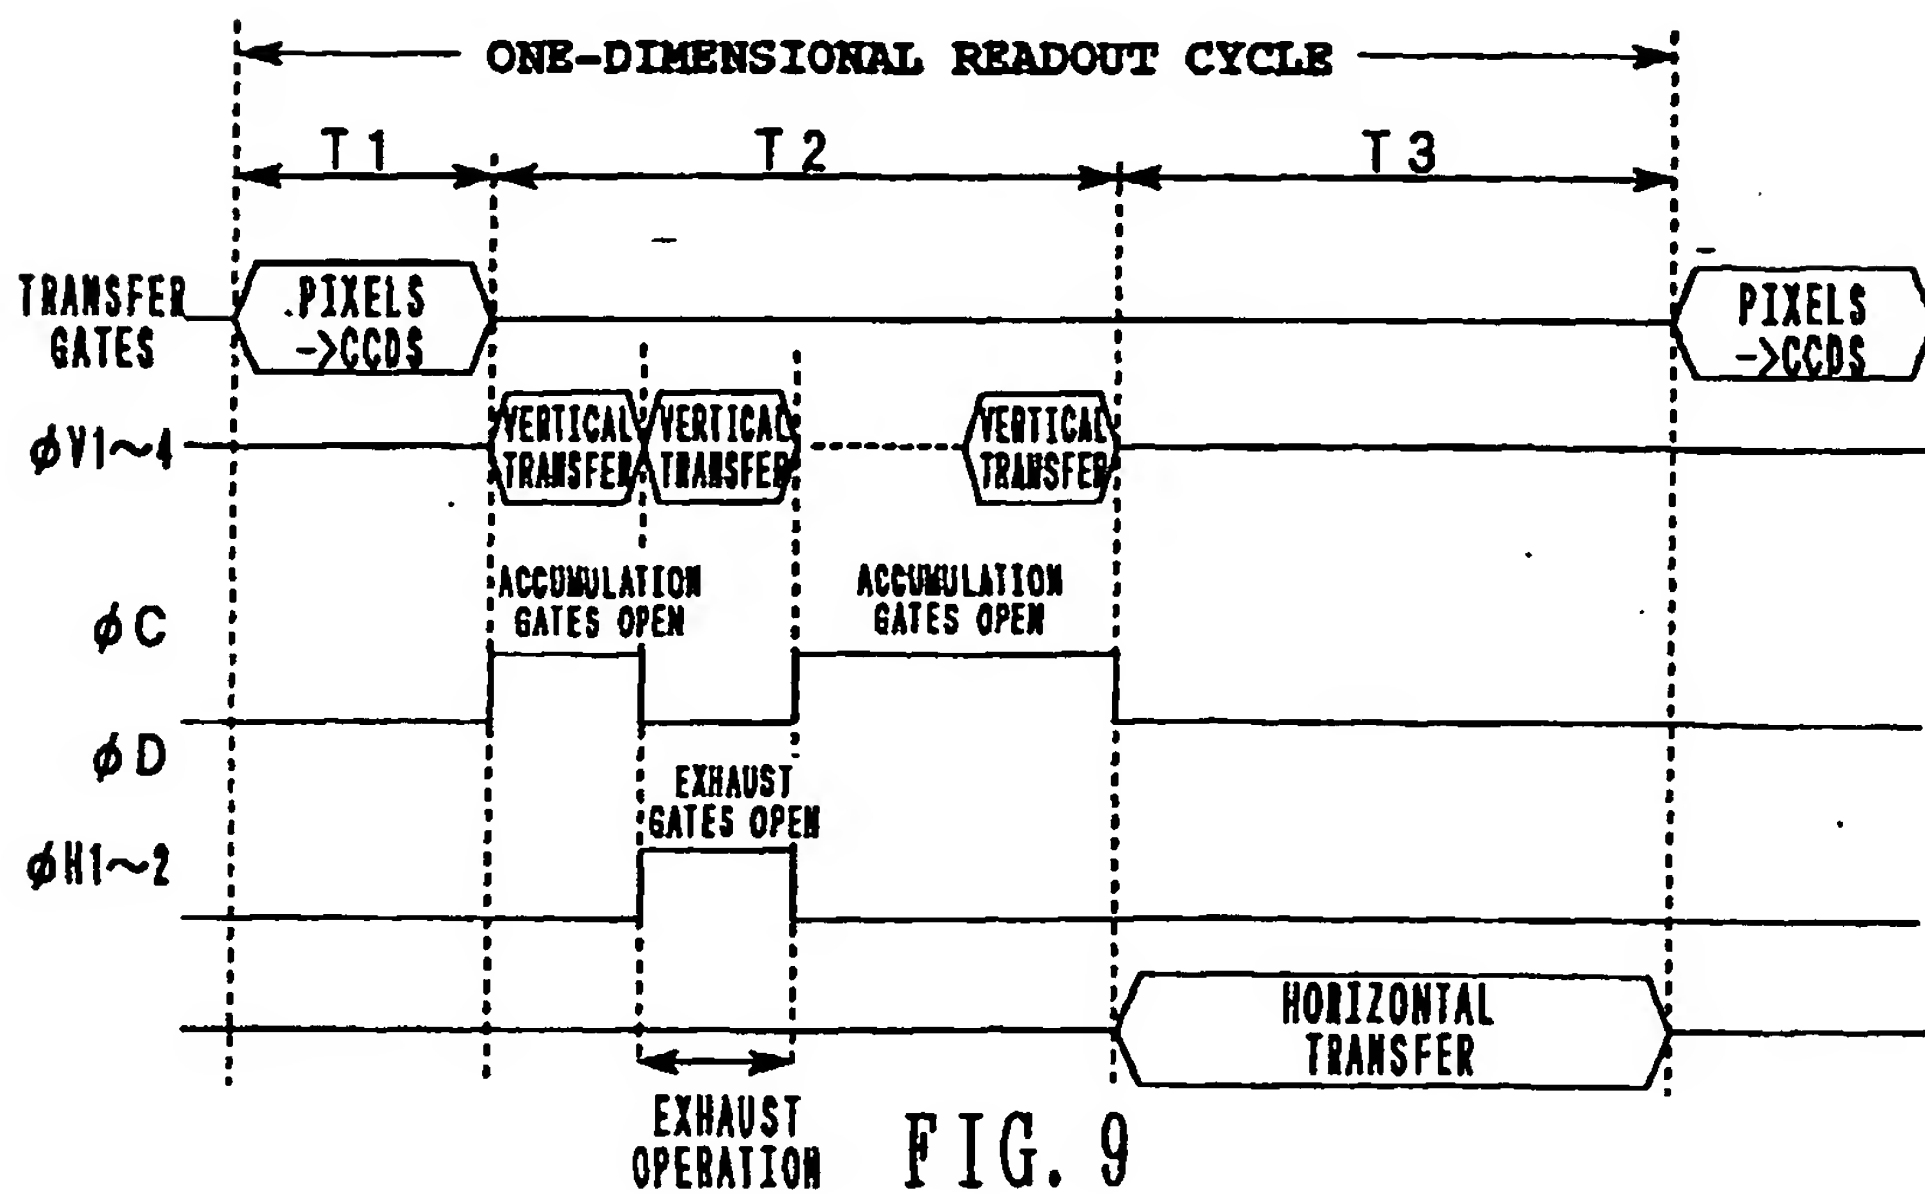 ONE-DIMENSIONAL READOUT CYCLE
T1 T2 T3
TRANSFER
GATES
PIXELS
->CCDS
PIXELS
->CCDS
φV1~4
VERTICAL
TRANSFER
VERTICAL
TRANSFER
VERTICAL
TRANSFER
φC
ACCUMULATION
GATES OPEN
ACCUMULATION
GATES OPEN
φD
EXHAUST
GATES OPEN
φH1~2
HORIZONTAL
TRANSFER
EXHAUST
OPERATION
FIG. 9